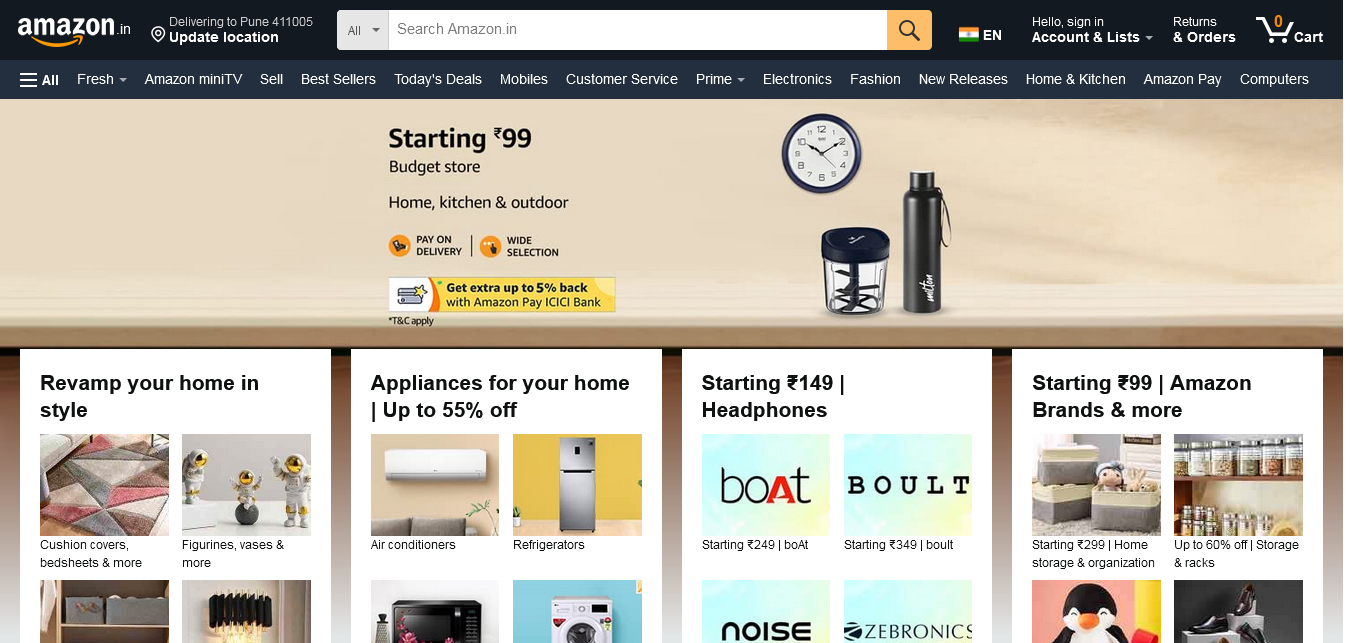 amazon.in
Delivering to Pune 411005
Update location
All
Search Amazon.in
EN
Hello, sign in
Account & Lists
Returns
& Orders
0
Cart
All
Fresh
Amazon miniTV
Sell
Best Sellers
Today's Deals
Mobiles
Customer Service
Prime
Electronics
Fashion
New Releases
Home & Kitchen
Amazon Pay
Computers
Starting ₹99
Budget store
Home, kitchen & outdoor
PAY ON
DELIVERY
WIDE
SELECTION
Get extra up to 5% back
with Amazon Pay ICICI Bank
*T&C apply
milton
Revamp your home in
style
Cushion covers,
bedsheets & more
Figurines, vases &
more
Appliances for your home
| Up to 55% off
Air conditioners
Refrigerators
Starting ₹149 |
Headphones
boAt
Starting ₹249 | boAt
BOULT
Starting ₹349 | boult
noise
ZEBRONICS
Starting ₹99 | Amazon
Brands & more
Starting ₹299 | Home
storage & organization
Up to 60% off | Storage
& racks